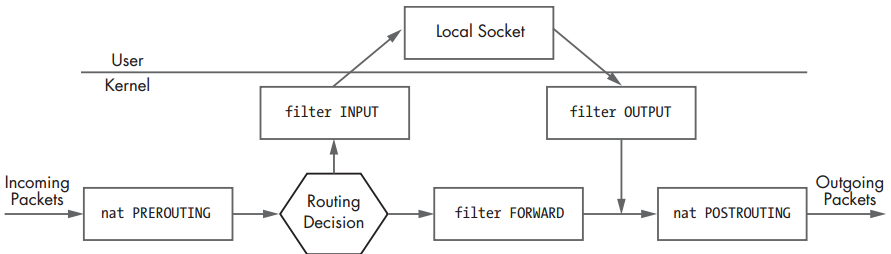 Local Socket
User
Kernel
filter INPUT
filter OUTPUT
Incoming
Packets
nat PREROUTING
Routing
Decision
filter FORWARD
nat POSTROUTING
Outgoing
Packets